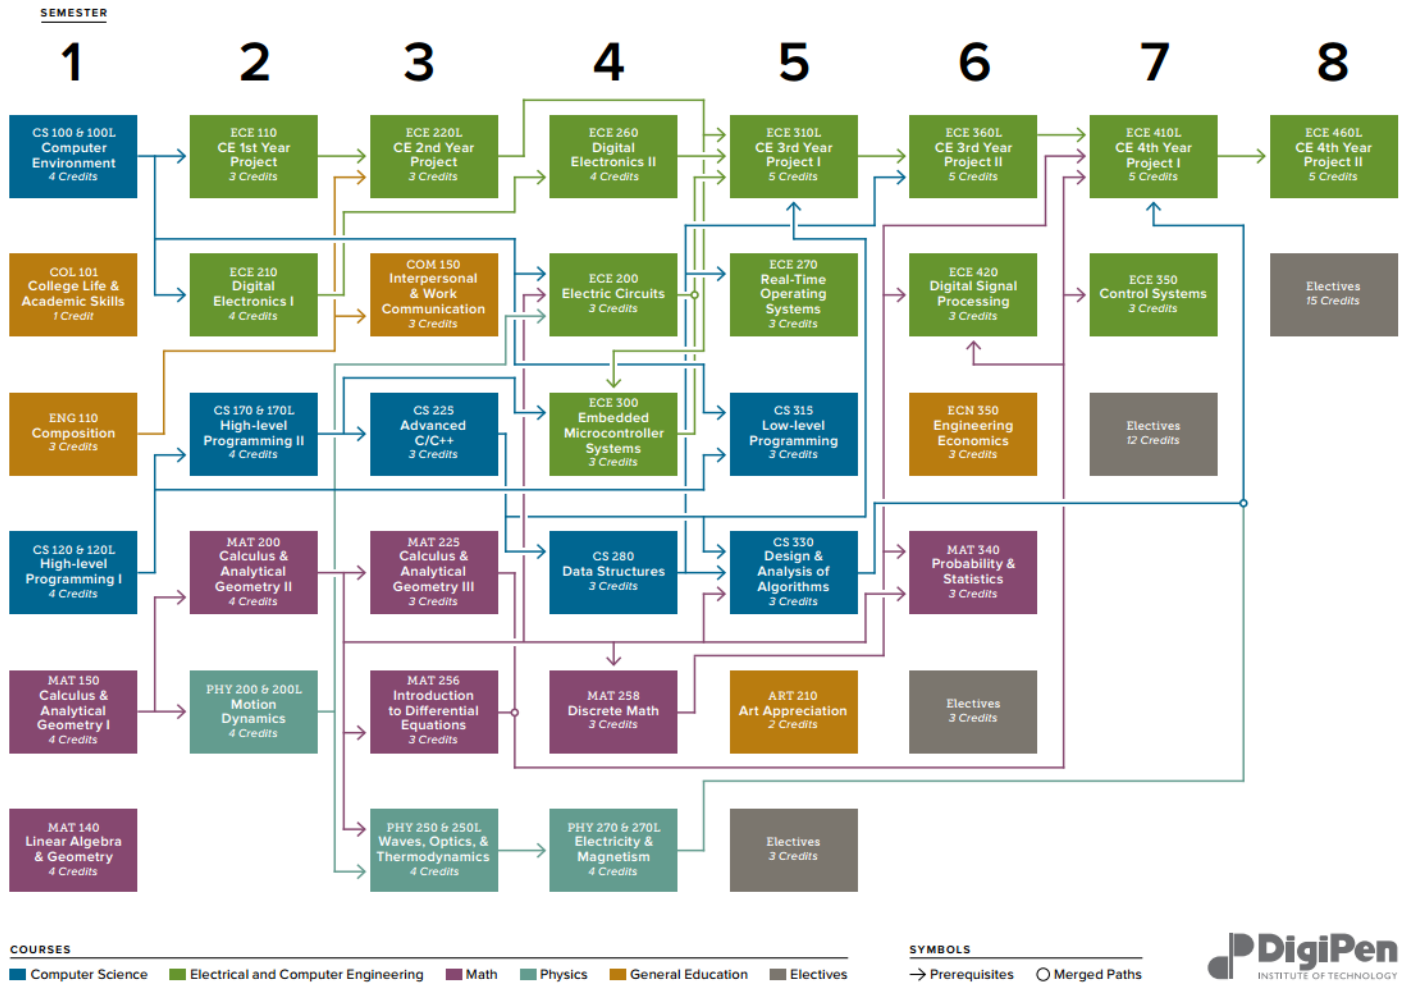 SEMESTER
1 2 3 4 5 6 7 8
CS 100 & 100L
Computer
Environment
4 Credits
ECE 110
CE 1st Year
Project
3 Credits
ECE 220L
CE 2nd Year
Project
3 Credits
ECE 260
Digital
Electronics II
4 Credits
ECE 310L
CE 3rd Year
Project I
5 Credits
ECE 360L
CE 3rd Year
Project II
5 Credits
ECE 410L
CE 4th Year
Project I
5 Credits
ECE 460L
CE 4th Year
Project II
5 Credits
COL 101
College Life &
Academic Skills
1 Credit
ECE 210
Digital
Electronics I
4 Credits
COM 150
Interpersonal
& Work
Communication
3 Credits
ECE 200
Electric Circuits
3 Credits
ECE 270
Real-Time
Operating
Systems
3 Credits
ECE 420
Digital Signal
Processing
3 Credits
ECE 350
Control Systems
3 Credits
Electives
15 Credits
ENG 110
Composition
3 Credits
CS 170 & 170L
High-level
Programming II
4 Credits
CS 225
Advanced
C/C++
3 Credits
ECE 300
Embedded
Microcontroller
Systems
3 Credits
CS 315
Low-level
Programming
3 Credits
ECN 350
Engineering
Economics
3 Credits
Electives
12 Credits
CS 120 & 120L
High-level
Programming I
4 Credits
MAT 200
Calculus &
Analytical
Geometry II
4 Credits
MAT 225
Calculus &
Analytical
Geometry III
3 Credits
CS 280
Data Structures
3 Credits
CS 330
Design &
Analysis of
Algorithms
3 Credits
MAT 340
Probability &
Statistics
3 Credits
MAT 150
Calculus &
Analytical
Geometry I
4 Credits
PHY 200 & 200L
Motion
Dynamics
4 Credits
MAT 256
Introduction
to Differential
Equations
3 Credits
MAT 258
Discrete Math
3 Credits
ART 210
Art Appreciation
2 Credits
Electives
3 Credits
MAT 140
Linear Algebra
& Geometry
4 Credits
PHY 250 & 250L
Waves, Optics, &
Thermodynamics
4 Credits
PHY 270 & 270L
Electricity &
Magnetism
4 Credits
Electives
3 Credits
COURSES
Computer Science
Electrical and Computer Engineering
Math
Physics
General Education
Electives
SYMBOLS
Prerequisites
Merged Paths
DigiPen
INSTITUTE OF TECHNOLOGY